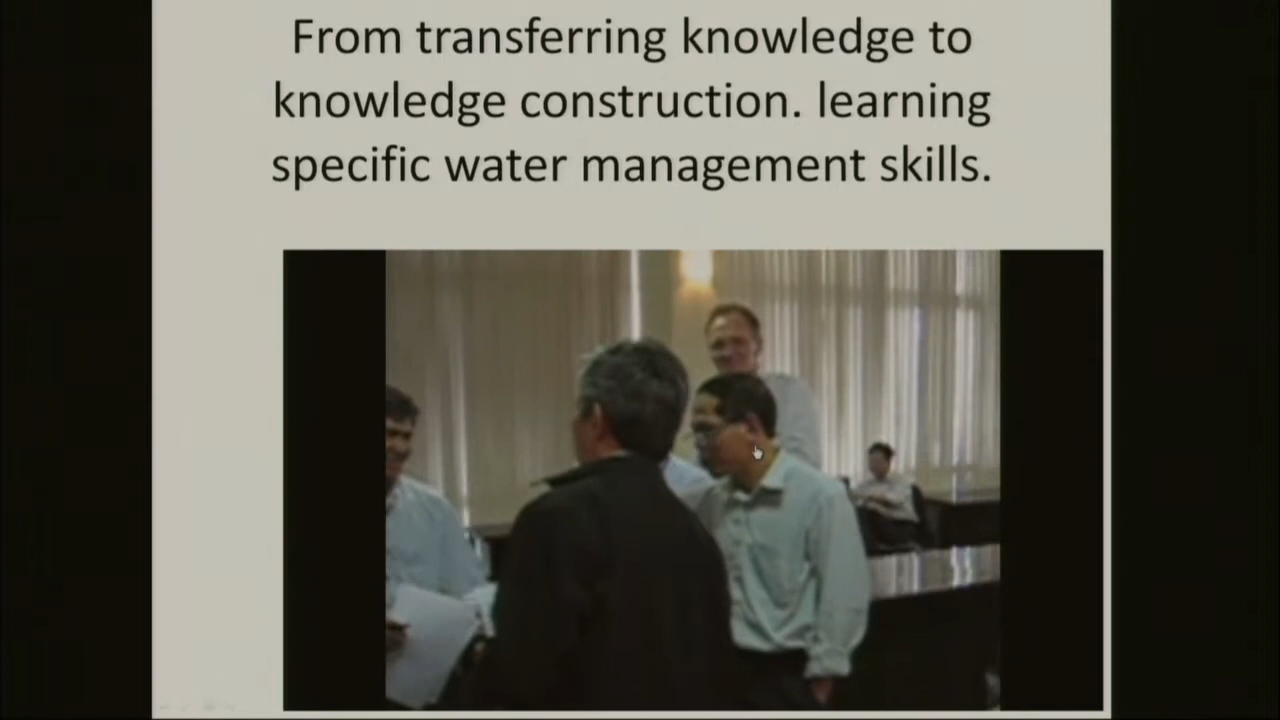 From transferring knowledge to
knowledge construction. learning
specific water management skills.